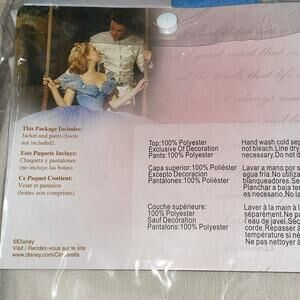 This Package Includes:
Jacket and pants (boots
not included).
Este Paquete Incluye:
Chaqueta y pantalones
(no incluye las botas).
Ce Paquet Contient:
Veste et pantalon
(bottes non comprises).
©Disney
Visit / Rendez-vous sur le site
www.disney.com/Cinderella
Top:100% Polyester
Exclusive Of Decoration
Pants:100% Polyester
Capa superior:100% Poliéster
Excepto Decoracion
Pantalones:100% Poliéster
Couche supérieure:
100% Polyester
Sauf Décoration
Pantalons:100% Polyester
Hand wash cold se
not bleach.Line dry
necessary.Do not d
Lavar a mano por s
agua fría.No utiliza
blanqueadores.Se
Planchar a baja te
es necesario.No la
Laver à la main à l
séparément.Ne pa
l'eau de javel.Séc
corde.Repasser à
température si né
Ne pas nettoyer à